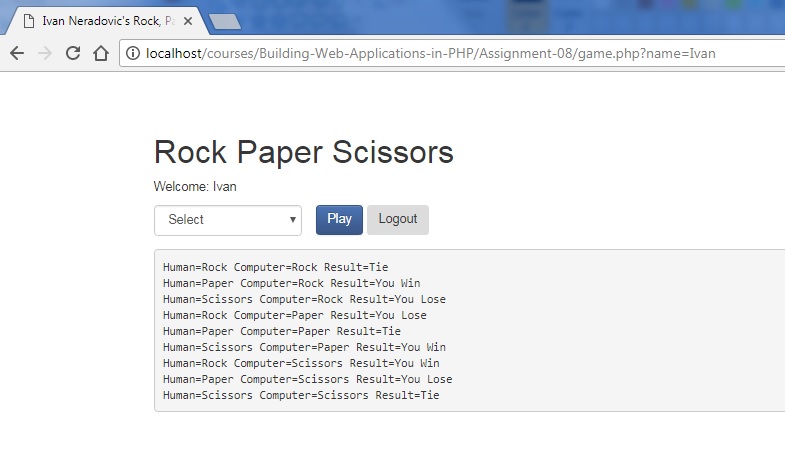 Ivan Neradovic's Rock, Pa
localhost/courses/Building-Web-Applications-in-PHP/Assignment-08/game.php?name=Ivan
Rock Paper Scissors
Welcome: Ivan
Select
Play
Logout
Human=Rock Computer=Rock Result=Tie
Human=Paper Computer=Rock Result=You Win
Human=Scissors Computer=Rock Result=You Lose
Human=Rock Computer=Paper Result=You Lose
Human=Paper Computer=Paper Result=Tie
Human=Scissors Computer=Paper Result=You Win
Human=Rock Computer=Scissors Result=You Win
Human=Paper Computer=Scissors Result=You Lose
Human=Scissors Computer=Scissors Result=Tie